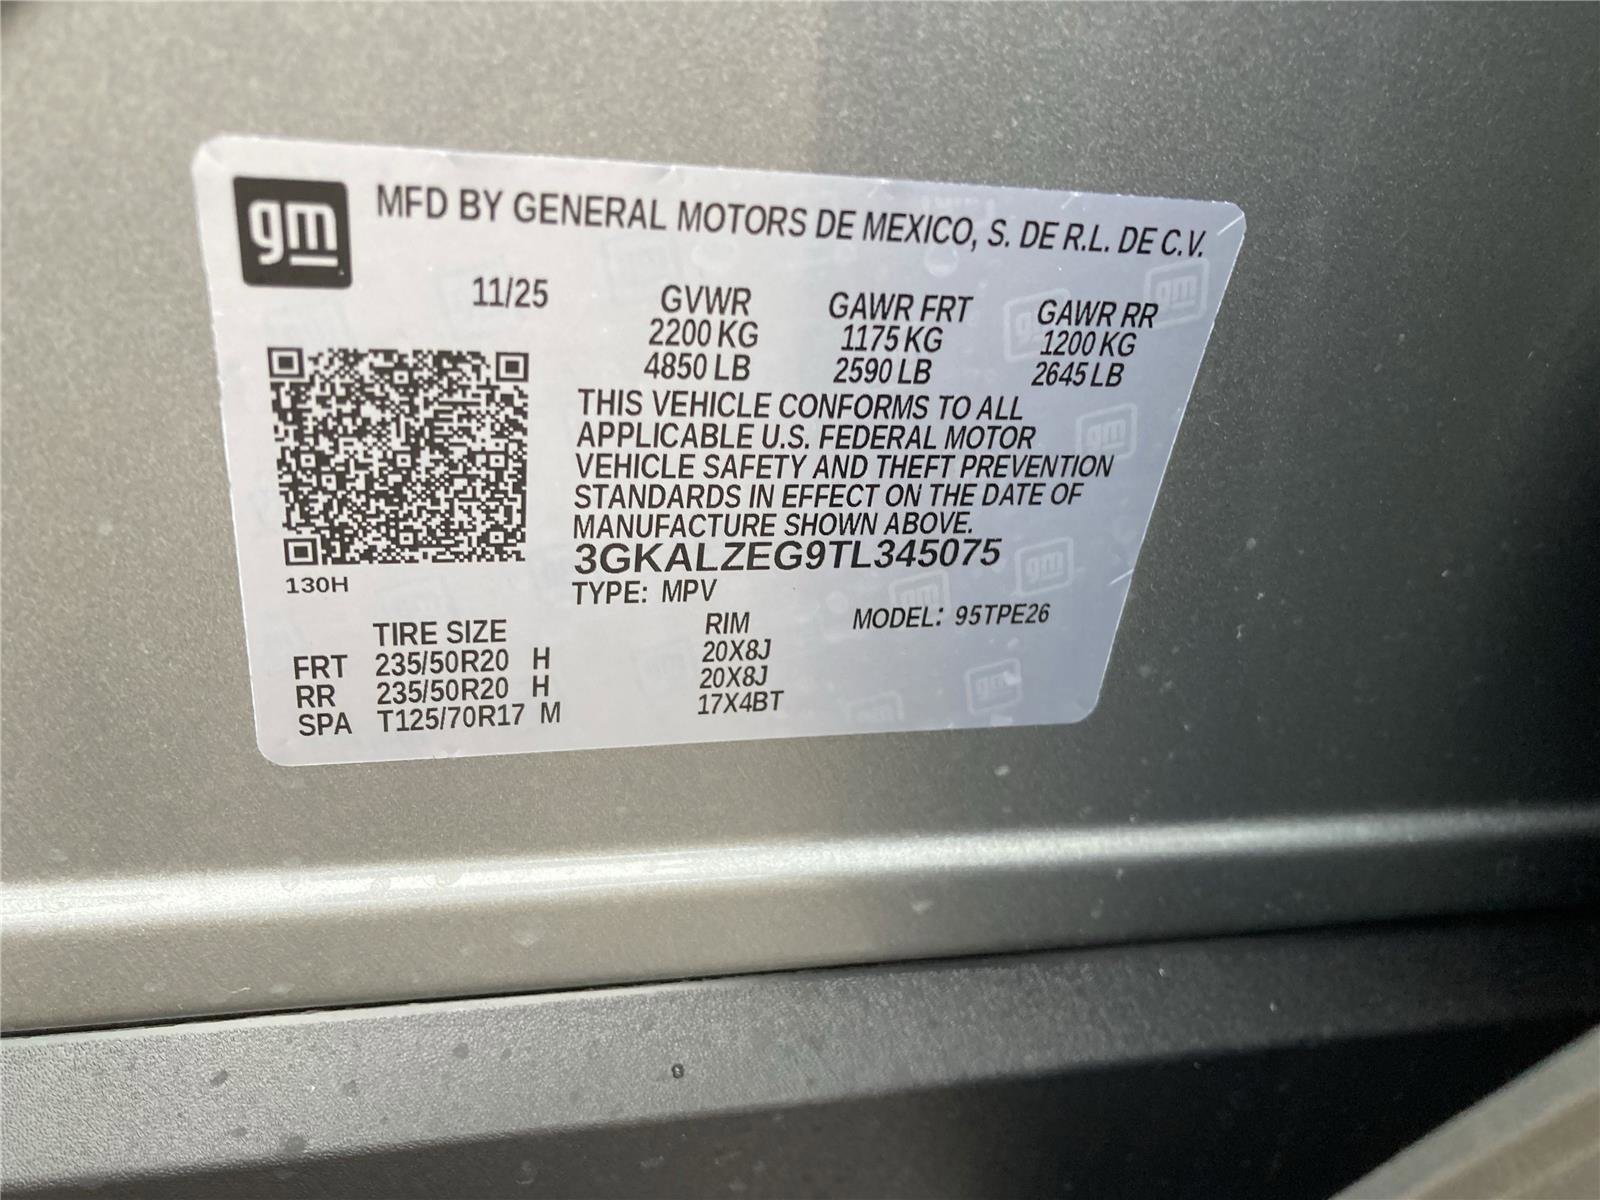 gm
MFD BY GENERAL MOTORS DE MEXICO, S. DE R.L. DE C.V.
11/25 GVWR GAWR FRT GAWR RR
2200 KG 1175 KG 1200 KG
4850 LB 2590 LB 2645 LB
THIS VEHICLE CONFORMS TO ALL
APPLICABLE U.S. FEDERAL MOTOR
VEHICLE SAFETY AND THEFT PREVENTION
STANDARDS IN EFFECT ON THE DATE OF
MANUFACTURE SHOWN ABOVE.
3GKALZEG9TL345075
130H
TYPE: MPV MODEL: 95TPE26
TIRE SIZE RIM
FRT 235/50R20 H 20X8J
RR 235/50R20 H 20X8J
SPA T125/70R17 M 17X4BT